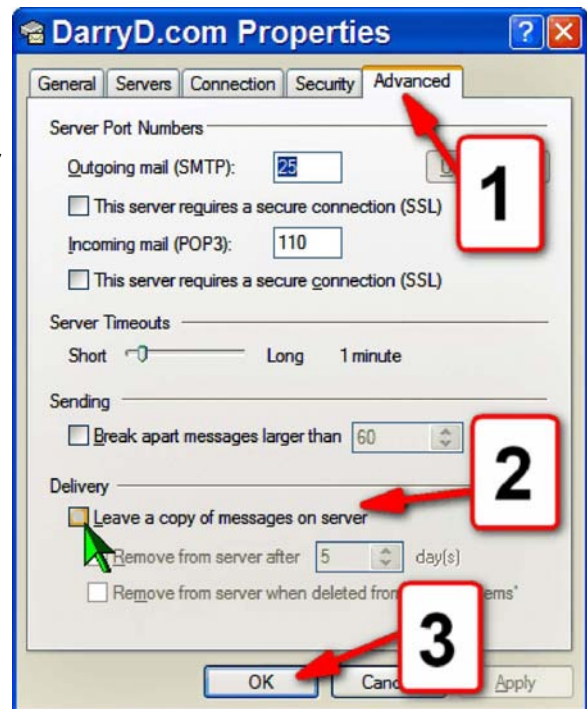 DarryD.com Properties
General Servers Connection Security Advanced
Server Port Numbers
Outgoing mail (SMTP): 25
1
This server requires a secure connection (SSL)
Incoming mail (POP3): 110
This server requires a secure connection (SSL)
Server Timeouts
Short Long 1 minute
Sending
Break apart messages larger than 60
2
Delivery
Leave a copy of messages on server
Remove from server after 5 day(s)
Remove from server when deleted from
3
OK
Apply